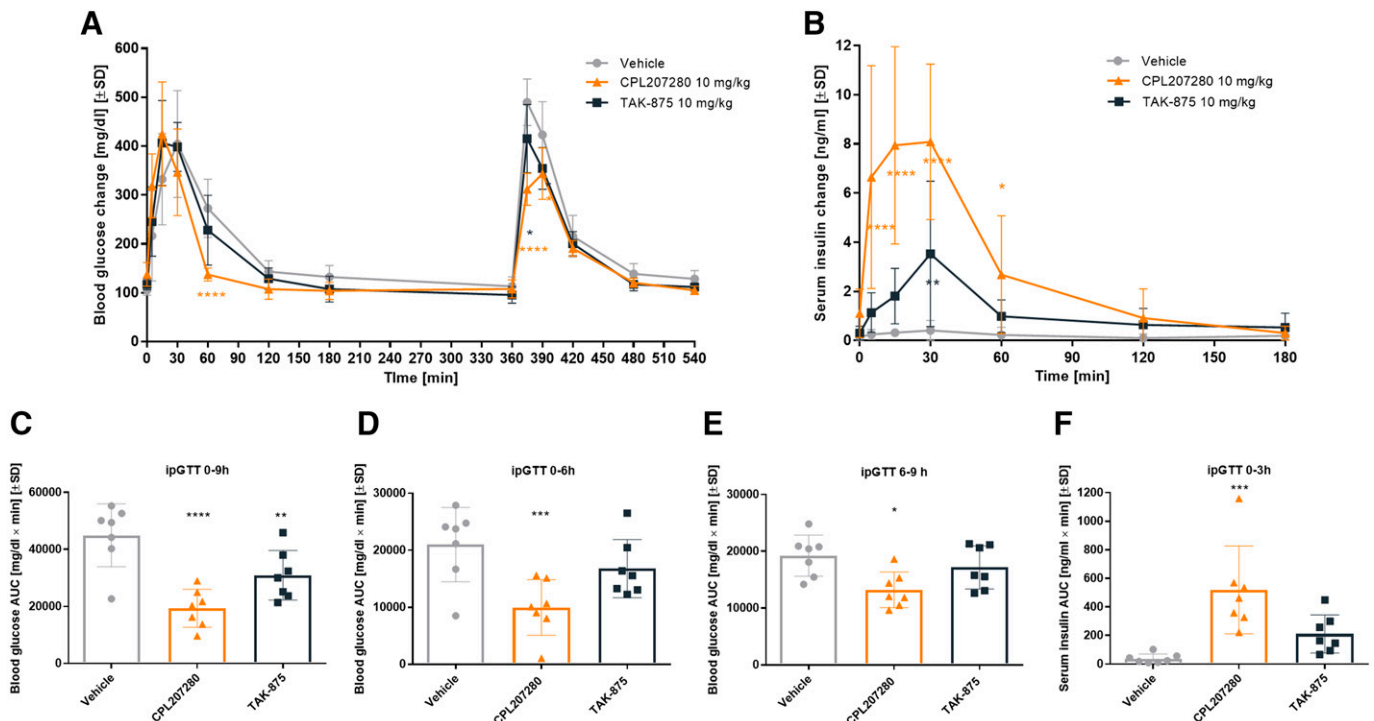 A
Blood glucose change [mg/dl] [±SD]
600
500
400
300
200
100
0
Vehicle
CPL207280 10 mg/kg
TAK-875 10 mg/kg
****
*
****
0 30 60 90 120 150 180 210 240 270 300 330 360 390 420 450 480 510 540
TIme [min]
B
Serum insulin change [ng/ml] [±SD]
12
10
8
6
4
2
0
Vehicle
CPL207280 10 mg/kg
TAK-875 10 mg/kg
****
****
****
*
**
0 30 60 90 120 150 180
Time [min]
C
ipGTT 0-9h
Blood glucose AUC [mg/dl × min] [±SD]
60000
40000
20000
0
****
**
Vehicle
CPL207280
TAK-875
D
ipGTT 0-6h
Blood glucose AUC [mg/dl × min] [±SD]
30000
20000
10000
0
***
Vehicle
CPL207280
TAK-875
E
ipGTT 6-9 h
Blood glucose AUC [mg/dl × min] [±SD]
30000
20000
10000
0
*
Vehicle
CPL207280
TAK-875
F
ipGTT 0-3h
Serum insulin AUC [ng/ml × min] [±SD]
1200
1000
800
600
400
200
0
***
Vehicle
CPL207280
TAK-875